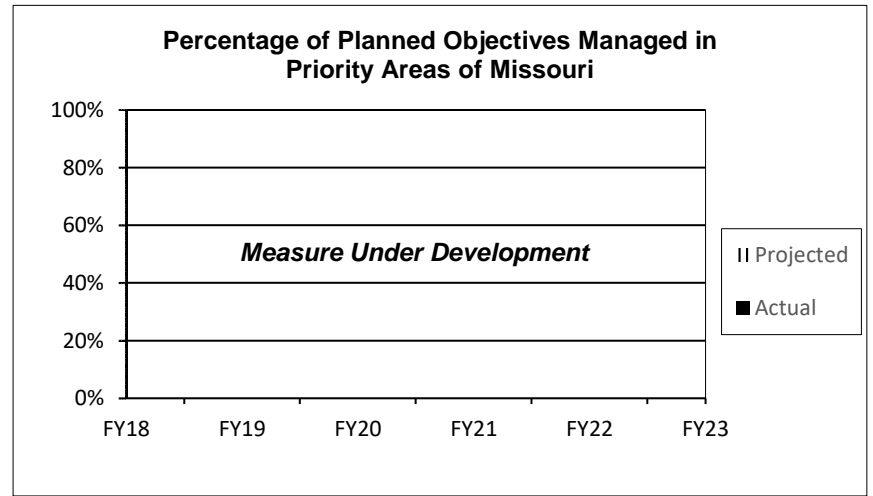 Percentage of Planned Objectives Managed in
Priority Areas of Missouri
100%
80%
60%
40%
20%
0%
Measure Under Development
FY18 FY19 FY20 FY21 FY22 FY23
Projected
Actual